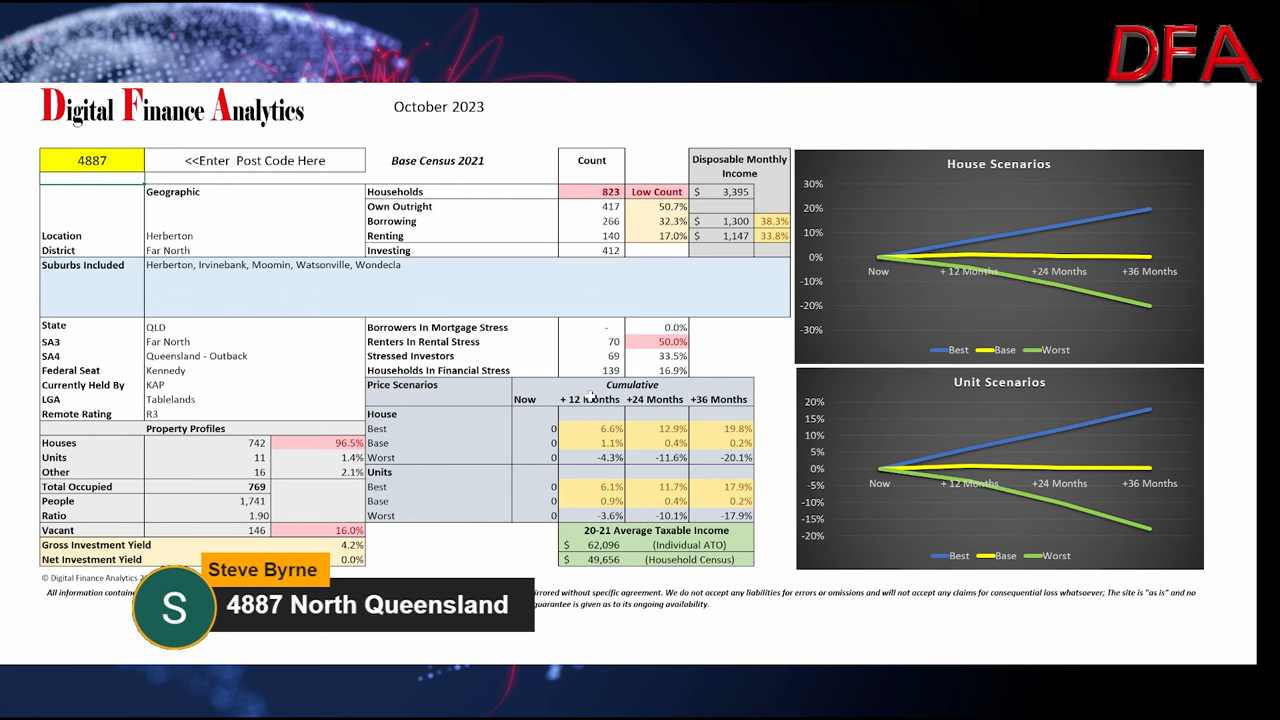 DFA
Digital Finance Analytics
October 2023
4887 <<Enter Post Code Here Base Census 2021 Count Disposable Monthly Income
Geographic Households 823 Low Count $ 3,395
Own Outright 417 50.7%
Borrowing 266 32.3% $ 1,300 38.3%
Location Herberton Renting 140 17.0% $ 1,147 33.8%
District Far North Investing 412
Suburbs Included Herberton, Irvinebank, Moomin, Watsonville, Wondecla
State QLD Borrowers In Mortgage Stress - 0.0%
SA3 Far North Renters In Rental Stress 70 50.0%
SA4 Queensland - Outback Stressed Investors 69 33.5%
Federal Seat Kennedy Households In Financial Stress 139 16.9%
Currently Held By KAP Price Scenarios Cumulative
LGA Tablelands Now + 12 Months +24 Months +36 Months
Remote Rating R3 House
Property Profiles Best 0 6.6% 12.9% 19.8%
Houses 742 96.5% Base 0 1.1% 0.4% 0.2%
Units 11 1.4% Worst 0 -4.3% -11.6% -20.1%
Other 16 2.1% Units
Total Occupied 769 Best 0 6.1% 11.7% 17.9%
People 1,741 Base 0 0.9% 0.4% 0.2%
Ratio 1.90 Worst 0 -3.6% -10.1% -17.9%
Vacant 146 16.0% 20-21 Average Taxable Income
Gross Investment Yield 4.2% $ 62,096 (Individual ATO)
Net Investment Yield 0.0% $ 49,656 (Household Census)
House Scenarios
30%
20%
10%
0%
Now + 12 Months +24 Months +36 Months
-10%
-20%
-30%
Best Base Worst
Unit Scenarios
20%
15%
10%
5%
0%
Now + 12 Months +24 Months +36 Months
-5%
-10%
-15%
-20%
Best Base Worst
© Digital Finance Analytics
All information irrored without specific agreement. We do not accept any liabilities for errors or omissions and will not accept any claims for consequential loss whatsoever; The site is "as is" and no
guarantee is given as to its ongoing availability.
Steve Byrne
S
4887 North Queensland